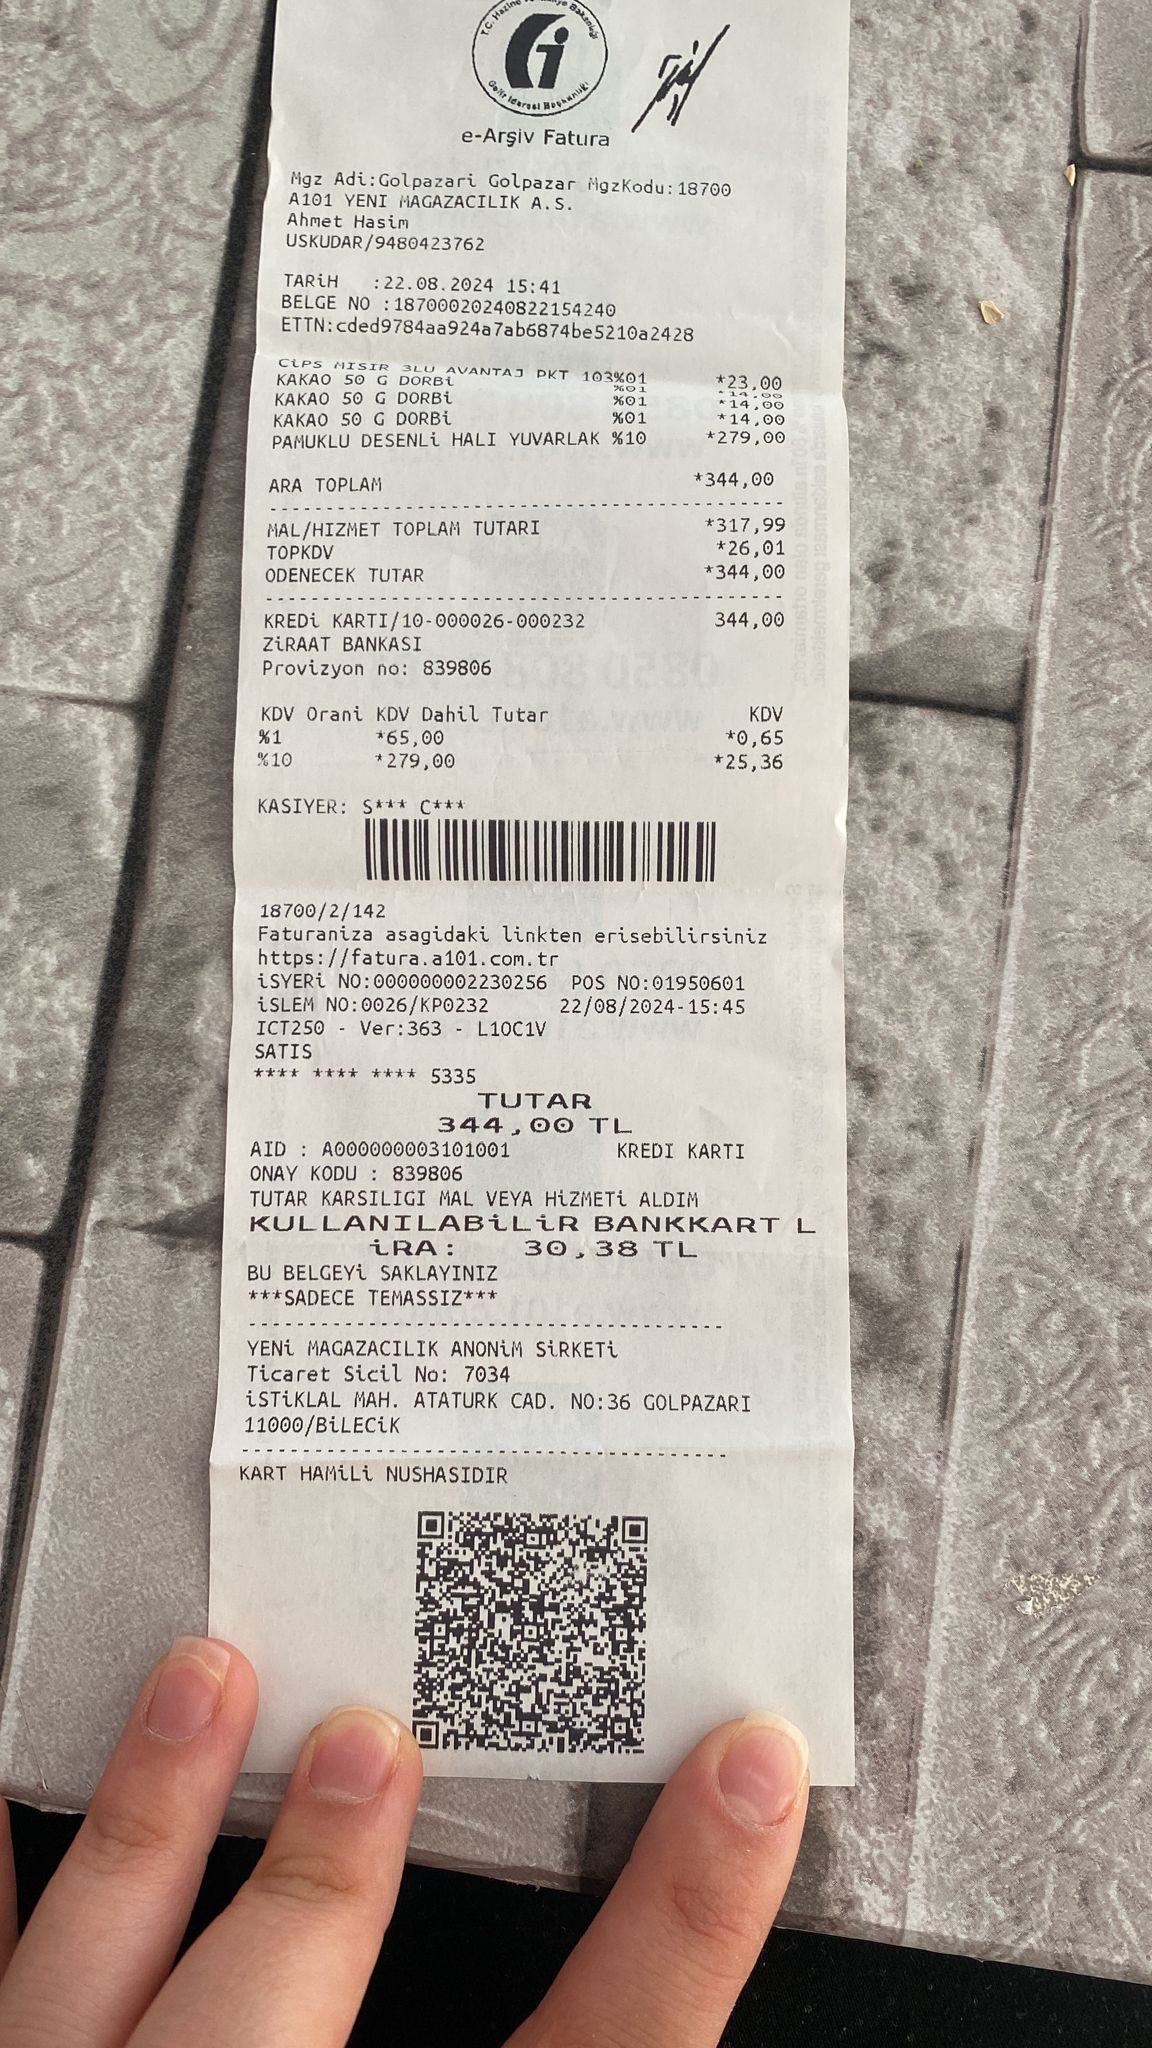 T.C. Hazine ve Maliye Bakanlığı
Gelir İdaresi Başkanlığı
e-Arşiv Fatura
Mgz Adi:Golpazari Golpazar MgzKodu:18700
A101 YENI MAGAZACILIK A.S.
Ahmet Hasim
USKUDAR/9480423762
TARiH :22.08.2024 15:41
BELGE NO :18700020240822154240
ETTN:cded9784aa924a7ab6874be5210a2428
CiPS MISIR 3LU AVANTAJ PKT 103%01 *23,00
KAKAO 50 G DORBi %01 *14,00
KAKAO 50 G DORBi %01 *14,00
KAKAO 50 G DORBi %01 *14,00
PAMUKLU DESENLi HALI YUVARLAK %10 *279,00
ARA TOPLAM *344,00
MAL/HIZMET TOPLAM TUTARI *317,99
TOPKDV *26,01
ODENECEK TUTAR *344,00
KREDi KARTI/10-000026-000232 344,00
ZiRAAT BANKASI
Provizyon no: 839806
KDV Orani KDV Dahil Tutar KDV
%1 *65,00 *0,65
%10 *279,00 *25,36
KASIYER: S*** C***
18700/2/142
Faturaniza asagidaki linkten erisebilirsiniz
https://fatura.a101.com.tr
iSYERi NO:000000002230256 POS NO:01950601
iSLEM NO:0026/KP0232 22/08/2024-15:45
ICT250 - Ver:363 - L10C1V
SATIS
**** **** **** 5335
TUTAR
344,00 TL
AID : A000000003101001 KREDI KARTI
ONAY KODU : 839806
TUTAR KARSILIGI MAL VEYA HiZMETi ALDIM
KULLANILABiLiR BANKKART L
iRA: 30,38 TL
BU BELGEYi SAKLAYINIZ
***SADECE TEMASSIZ***
YENi MAGAZACILIK ANONiM SiRKETi
Ticaret Sicil No: 7034
iSTiKLAL MAH. ATATURK CAD. NO:36 GOLPAZARI
11000/BiLECiK
KART HAMiLi NUSHASIDIR